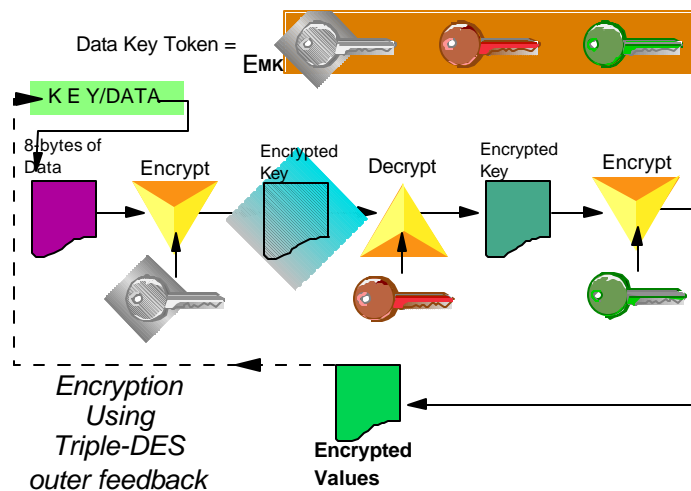 Data Key Token =
EMK
K E Y/DATA
8-bytes of
Data
Encrypt
Encrypted
Key
Decrypt
Encrypted
Key
Encrypt
Encryption
Using
Triple-DES
outer feedback
Encrypted
Values